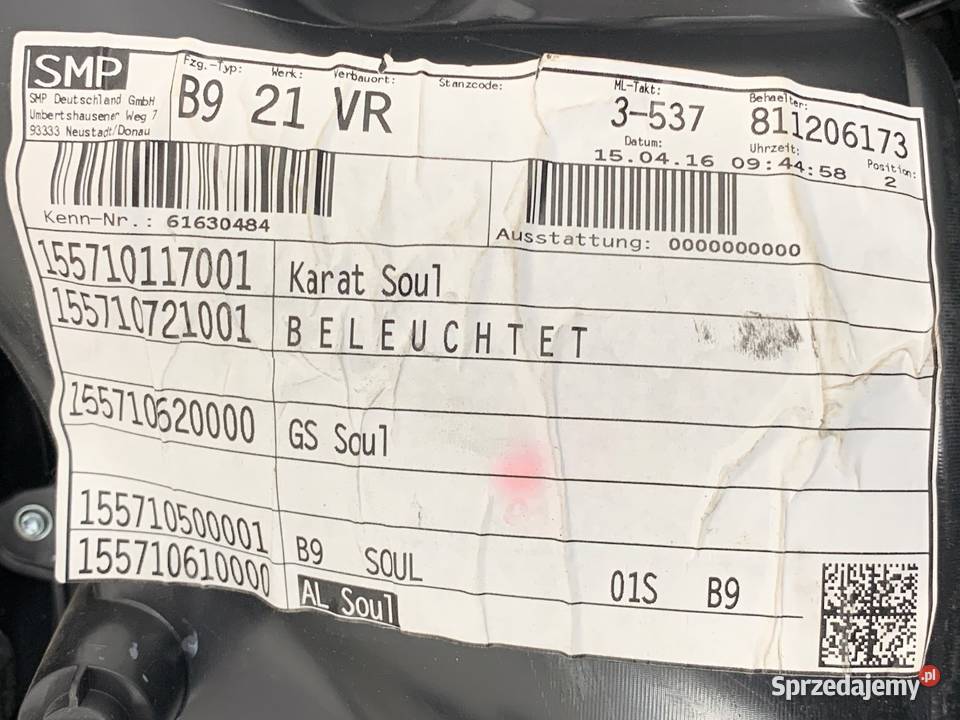 SMP
SMP Deutschland GmbH
Umbertshausener Weg 7
93333 Neustadt/Donau
Fzg.-Typ: Werk: Verbauort: Stanzcode:
B9 21 VR
ML-Takt: Behaelter:
3-537 811206173
Datum: Uhrzeit: Position:
15.04.16 09:44:58 2
Kenn-Nr.: 61630484
Ausstattung: 0000000000
155710117001 Karat Soul
155710721001 BELEUCHTET
155710620000 GS Soul
155710500001 B9 SOUL 01S B9
155710610000 AL Soul
Sprzedajemy.pl